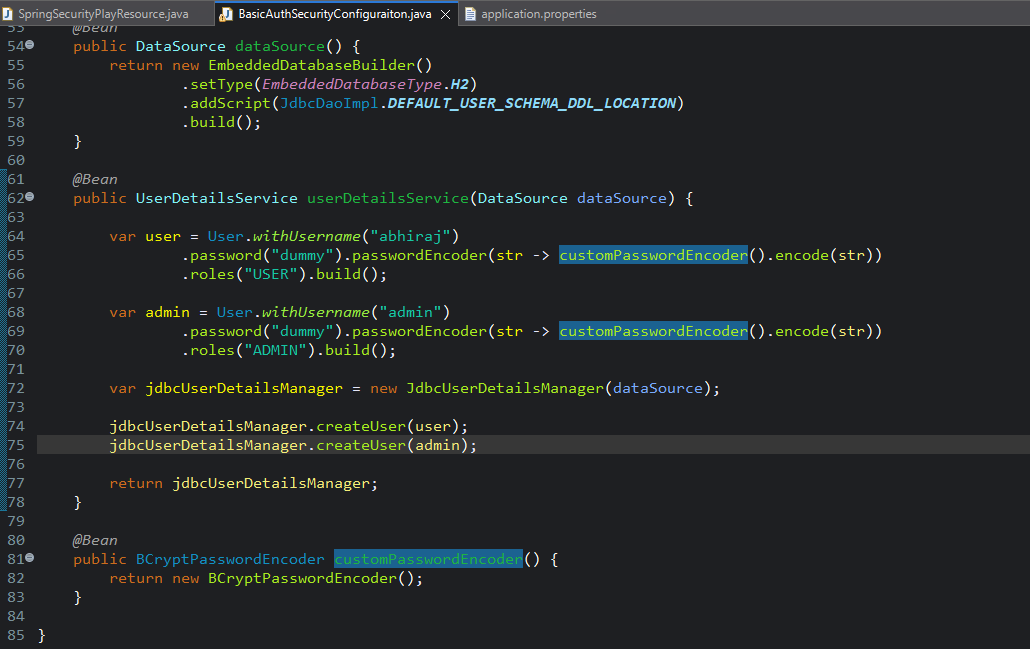 SpringSecurityPlayResource.java
BasicAuthSecurityConfiguraiton.java
application.properties
53 @Bean
54 public DataSource dataSource() {
55 return new EmbeddedDatabaseBuilder()
56 .setType(EmbeddedDatabaseType.H2)
57 .addScript(JdbcDaoImpl.DEFAULT_USER_SCHEMA_DDL_LOCATION)
58 .build();
59 }
60
61 @Bean
62 public UserDetailsService userDetailsService(DataSource dataSource) {
63
64 var user = User.withUsername("abhiraj")
65 .password("dummy").passwordEncoder(str -> customPasswordEncoder().encode(str))
66 .roles("USER").build();
67
68 var admin = User.withUsername("admin")
69 .password("dummy").passwordEncoder(str -> customPasswordEncoder().encode(str))
70 .roles("ADMIN").build();
71
72 var jdbcUserDetailsManager = new JdbcUserDetailsManager(dataSource);
73
74 jdbcUserDetailsManager.createUser(user);
75 jdbcUserDetailsManager.createUser(admin);
76
77 return jdbcUserDetailsManager;
78 }
79
80 @Bean
81 public BCryptPasswordEncoder customPasswordEncoder() {
82 return new BCryptPasswordEncoder();
83 }
84
85 }